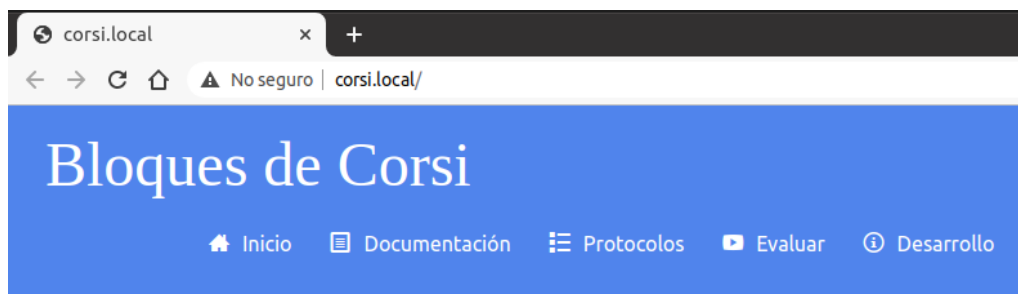 corsi.local
No seguro | corsi.local/
Bloques de Corsi
Inicio Documentación Protocolos Evaluar Desarrollo